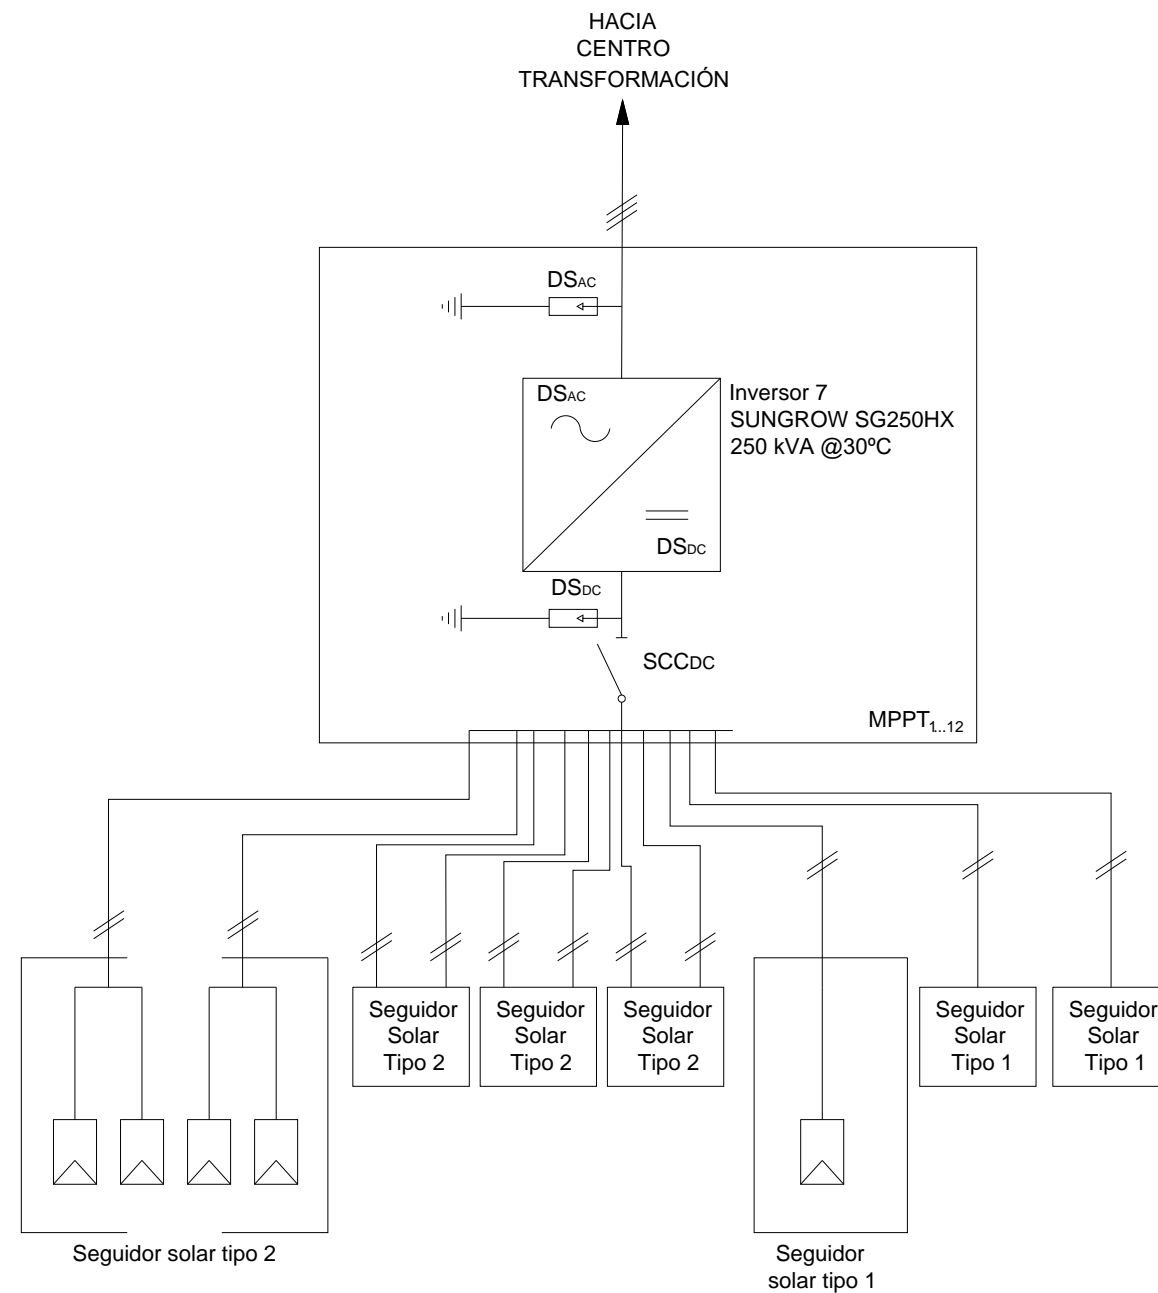 HACIA
CENTRO
TRANSFORMACIÓN
DSAC
DSAC
Inversor 7
SUNGROW SG250HX
250 kVA @30ºC
DSDC
DSDC
SCCDC
MPPT1...12
Seguidor
Solar
Tipo 2
Seguidor
Solar
Tipo 2
Seguidor
Solar
Tipo 2
Seguidor
Solar
Tipo 1
Seguidor
Solar
Tipo 1
Seguidor solar tipo 2
Seguidor
solar tipo 1